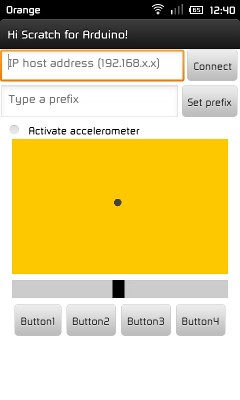 Orange 65 12:40
Hi Scratch for Arduino!
IP host address (192.168.x.x) Connect
Type a prefix Set prefix
Activate accelerometer
Button1 Button2 Button3 Button4